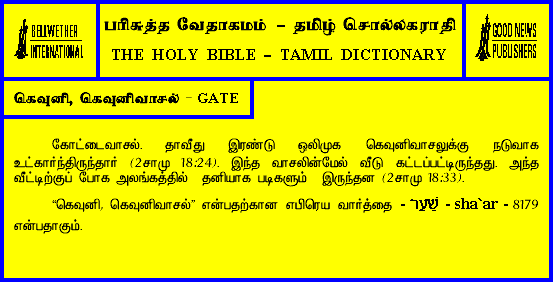 BELLWETHER
INTERNATIONAL
பரிசுத்த வேதாகமம் – தமிழ் சொல்லகராதி
THE HOLY BIBLE – TAMIL DICTIONARY
GOOD NEWS
PUBLISHERS
கெவுனி, கெவுனிவாசல் – GATE
கோட்டைவாசல். தாவீது இரண்டு ஒலிமுக கெவுனிவாசலுக்கு நடுவாக
உட்கார்ந்திருந்தார் (2சாமு 18:24). இந்த வாசலின்மேல் வீடு கட்டப்பட்டிருந்தது. அந்த
வீட்டிற்குப் போக அலங்கத்தில் தனியாக படிகளும் இருந்தன (2சாமு 18:33).
“கெவுனி, கெவுனிவாசல்” என்பதற்கான எபிரெய வார்த்தை - שָׁעַר - sha`ar - 8179
என்பதாகும்.